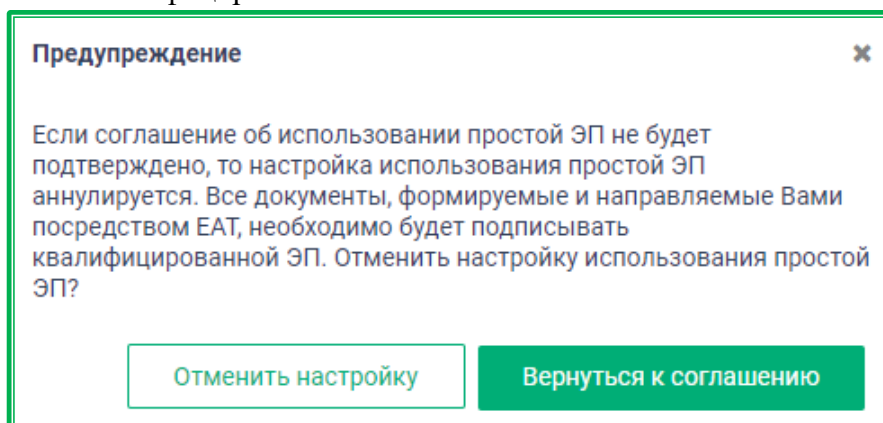 Предупреждение
Если соглашение об использовании простой ЭП не будет
подтверждено, то настройка использования простой ЭП
аннулируется. Все документы, формируемые и направляемые Вами
посредством ЕАТ, необходимо будет подписывать
квалифицированной ЭП. Отменить настройку использования простой
ЭП?
Отменить настройку
Вернуться к соглашению